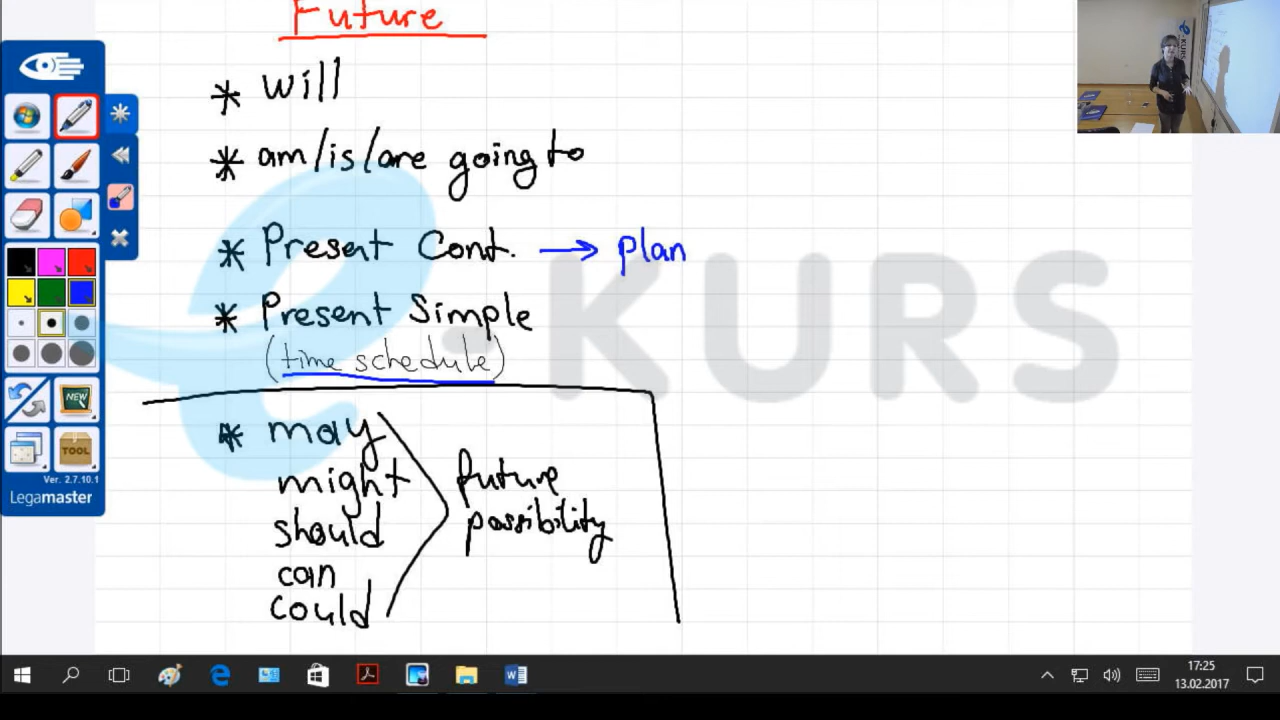 Future
* will
* am/is/are going to
* Present Cont. → plan
* Present Simple
(time schedule)
* may
might
should
can
could
future
possibility
e-KURS
NEW
TOOL
Ver. 2.7.10.1
Legamaster
17:25
13.02.2017